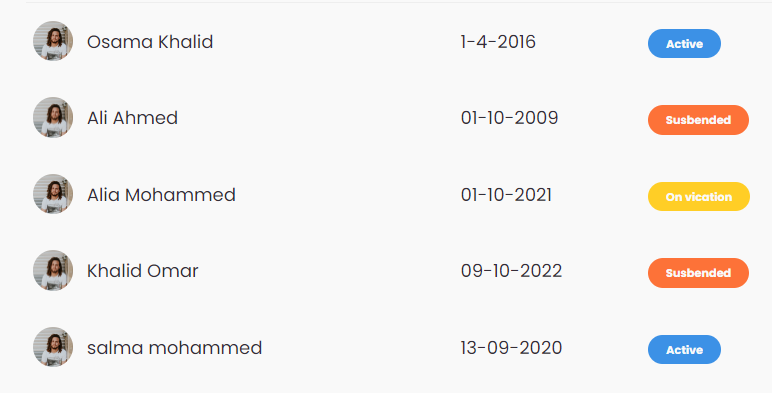 Osama Khalid 1-4-2016 Active
Ali Ahmed 01-10-2009 Susbended
Alia Mohammed 01-10-2021 On vication
Khalid Omar 09-10-2022 Susbended
salma mohammed 13-09-2020 Active